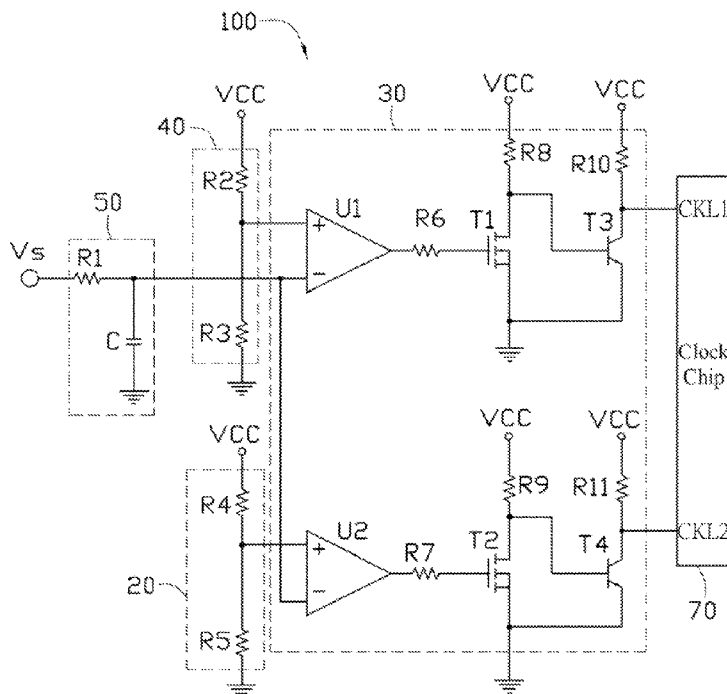 100
VCC
40
30
VCC
VCC
R2
R8
R10
50
U1
R6
T1
T3
CKL1
Vs
R1
C
R3
Clock
Chip
VCC
VCC
VCC
R4
R9
R11
U2
R7
T2
T4
CKL2
20
70
R5